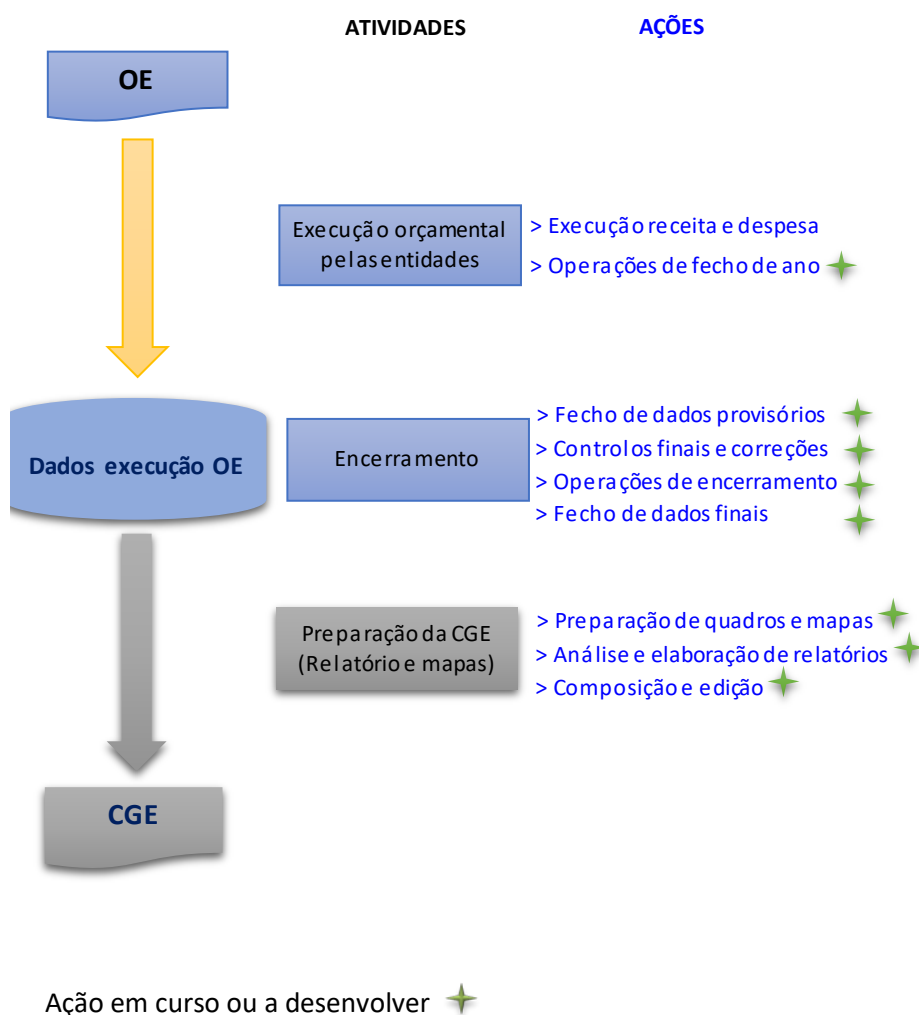 ATIVIDADES
AÇÕES
OE
Execução orçamental
pelas entidades
> Execução receita e despesa
> Operações de fecho de ano
Dados execução OE
Encerramento
> Fecho de dados provisórios
> Controlos finais e correções
> Operações de encerramento
> Fecho de dados finais
Preparação da CGE
(Relatório e mapas)
> Preparação de quadros e mapas
> Análise e elaboração de relatórios
> Composição e edição
CGE
Ação em curso ou a desenvolver